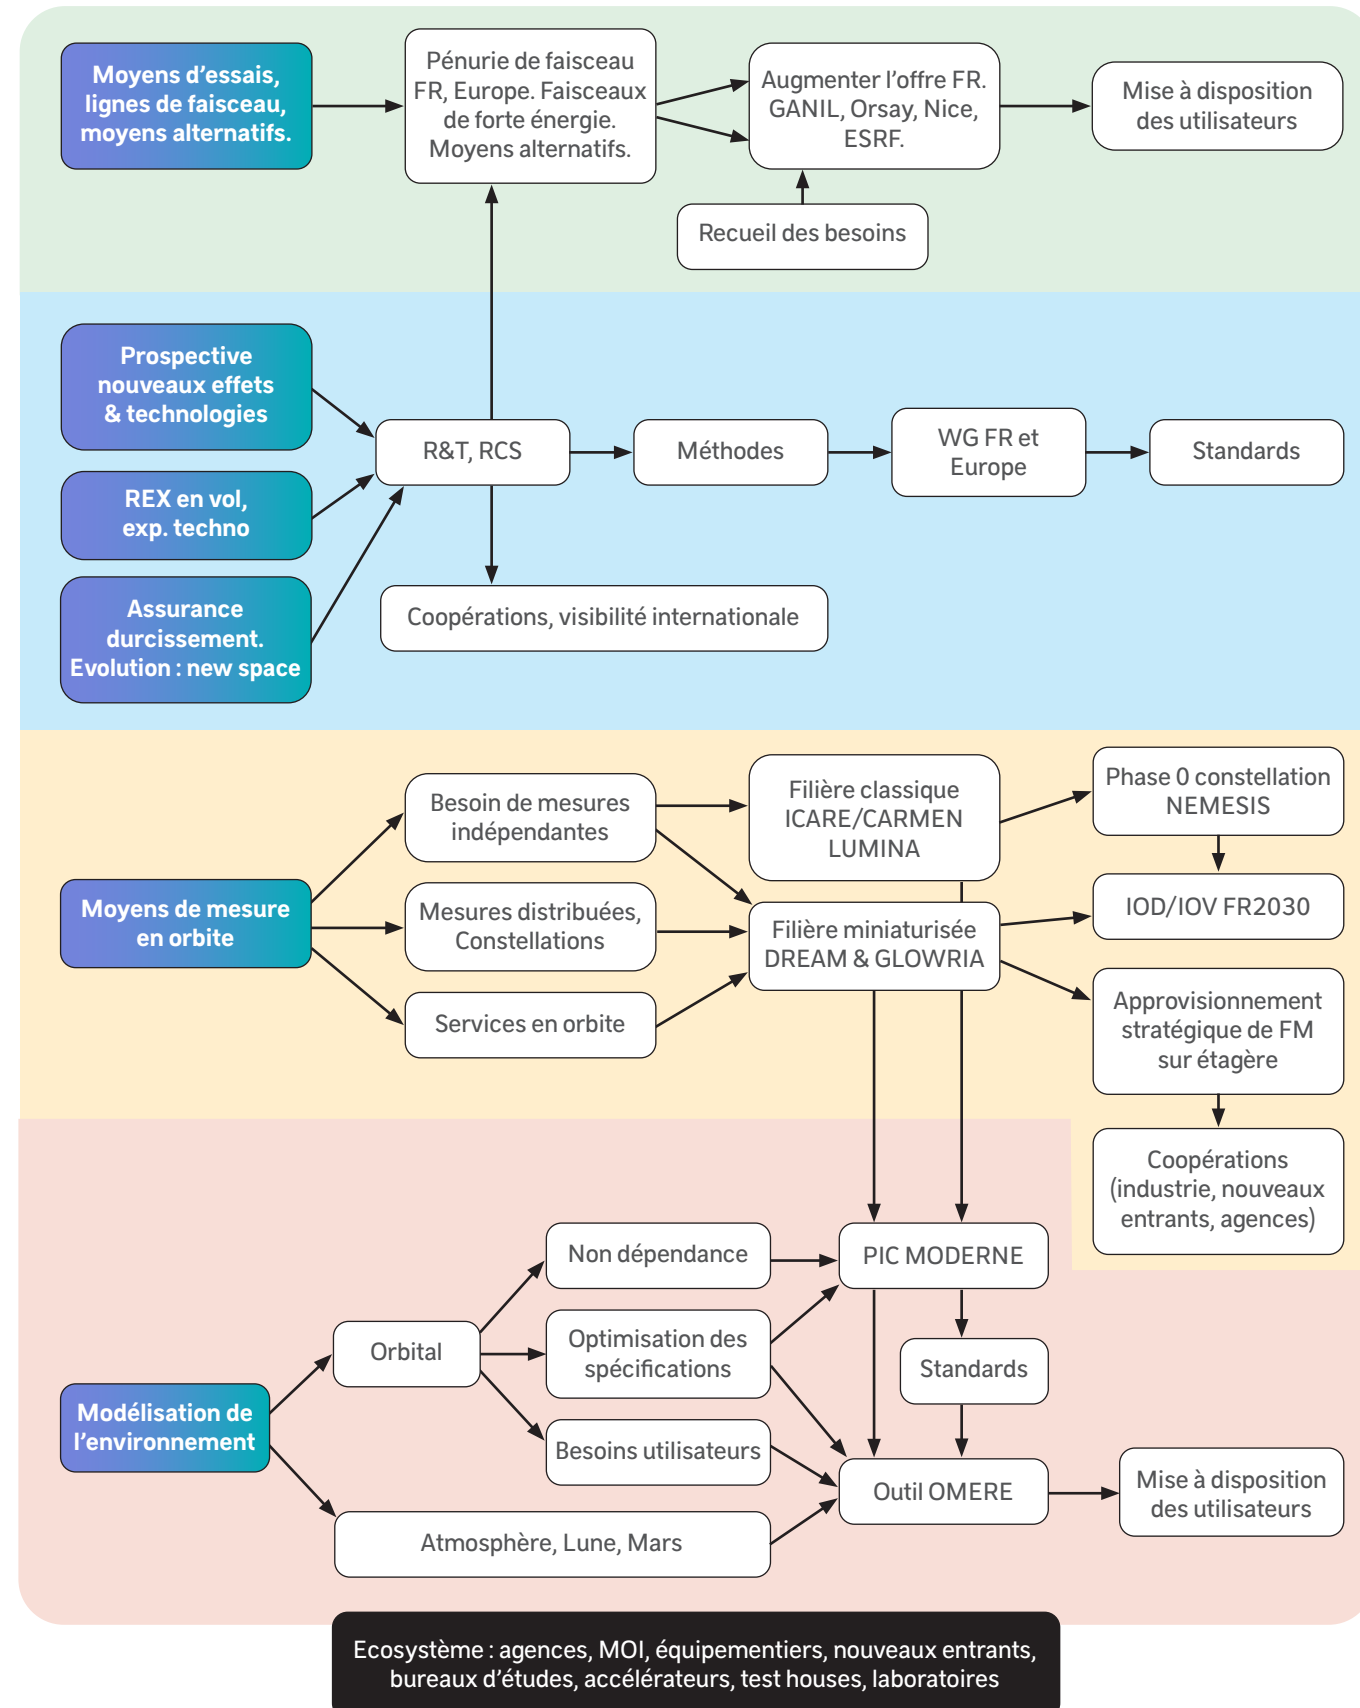 Moyens d'essais,
lignes de faisceau,
moyens alternatifs.
Pénurie de faisceau
FR, Europe. Faisceaux
de forte énergie.
Moyens alternatifs.
Augmenter l'offre FR.
GANIL, Orsay, Nice,
ESRF.
Mise à disposition
des utilisateurs
Recueil des besoins
Prospective
nouveaux effets
& technologies
REX en vol,
exp. techno
Assurance
durcissement.
Evolution : new space
R&T, RCS
Méthodes
WG FR et
Europe
Standards
Coopérations, visibilité internationale
Moyens de mesure
en orbite
Besoin de mesures
indépendantes
Mesures distribuées,
Constellations
Services en orbite
Filière classique
ICARE/CARMEN
LUMINA
Filière miniaturisée
DREAM & GLOWRIA
Phase 0 constellation
NEMESIS
IOD/IOV FR2030
Approvisionnement
stratégique de FM
sur étagère
Coopérations
(industrie, nouveaux
entrants, agences)
Modélisation de
l'environnement
Orbital
Atmosphère, Lune, Mars
Non dépendance
Optimisation des
spécifications
Besoins utilisateurs
PIC MODERNE
Standards
Outil OMERE
Mise à disposition
des utilisateurs
Ecosystème : agences, MOI, équipementiers, nouveaux entrants,
bureaux d'études, accélérateurs, test houses, laboratoires